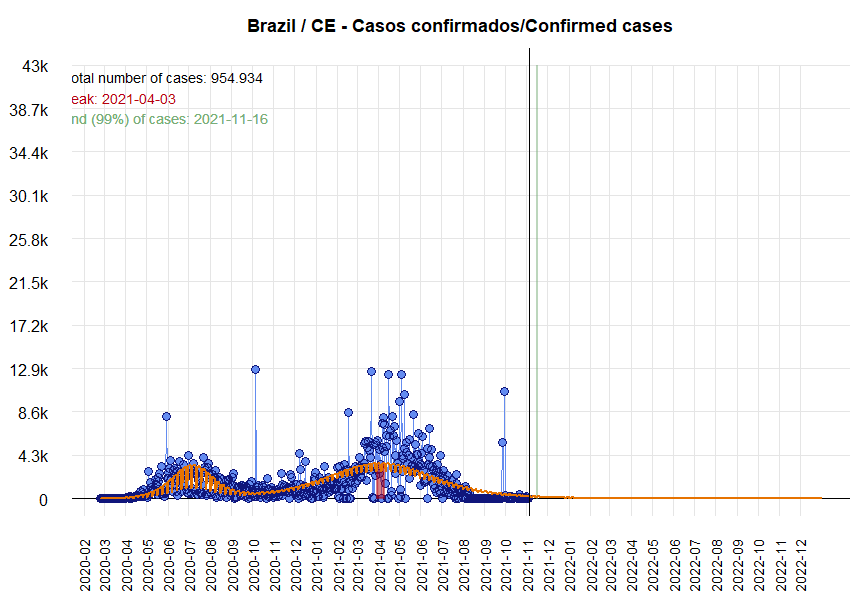 Brazil / CE - Casos confirmados/Confirmed cases
43k
otal number of cases: 954.934
eak: 2021-04-03
38.7k
nd (99%) of cases: 2021-11-16
34.4k
30.1k
25.8k
21.5k
17.2k
12.9k
8.6k
4.3k
0
2020-02
2020-03
2020-04
2020-05
2020-06
2020-07
2020-08
2020-09
2020-10
2020-11
2020-12
2021-01
2021-02
2021-03
2021-04
2021-05
2021-06
2021-07
2021-08
2021-09
2021-10
2021-11
2021-12
2022-01
2022-02
2022-03
2022-04
2022-05
2022-06
2022-07
2022-08
2022-09
2022-10
2022-11
2022-12